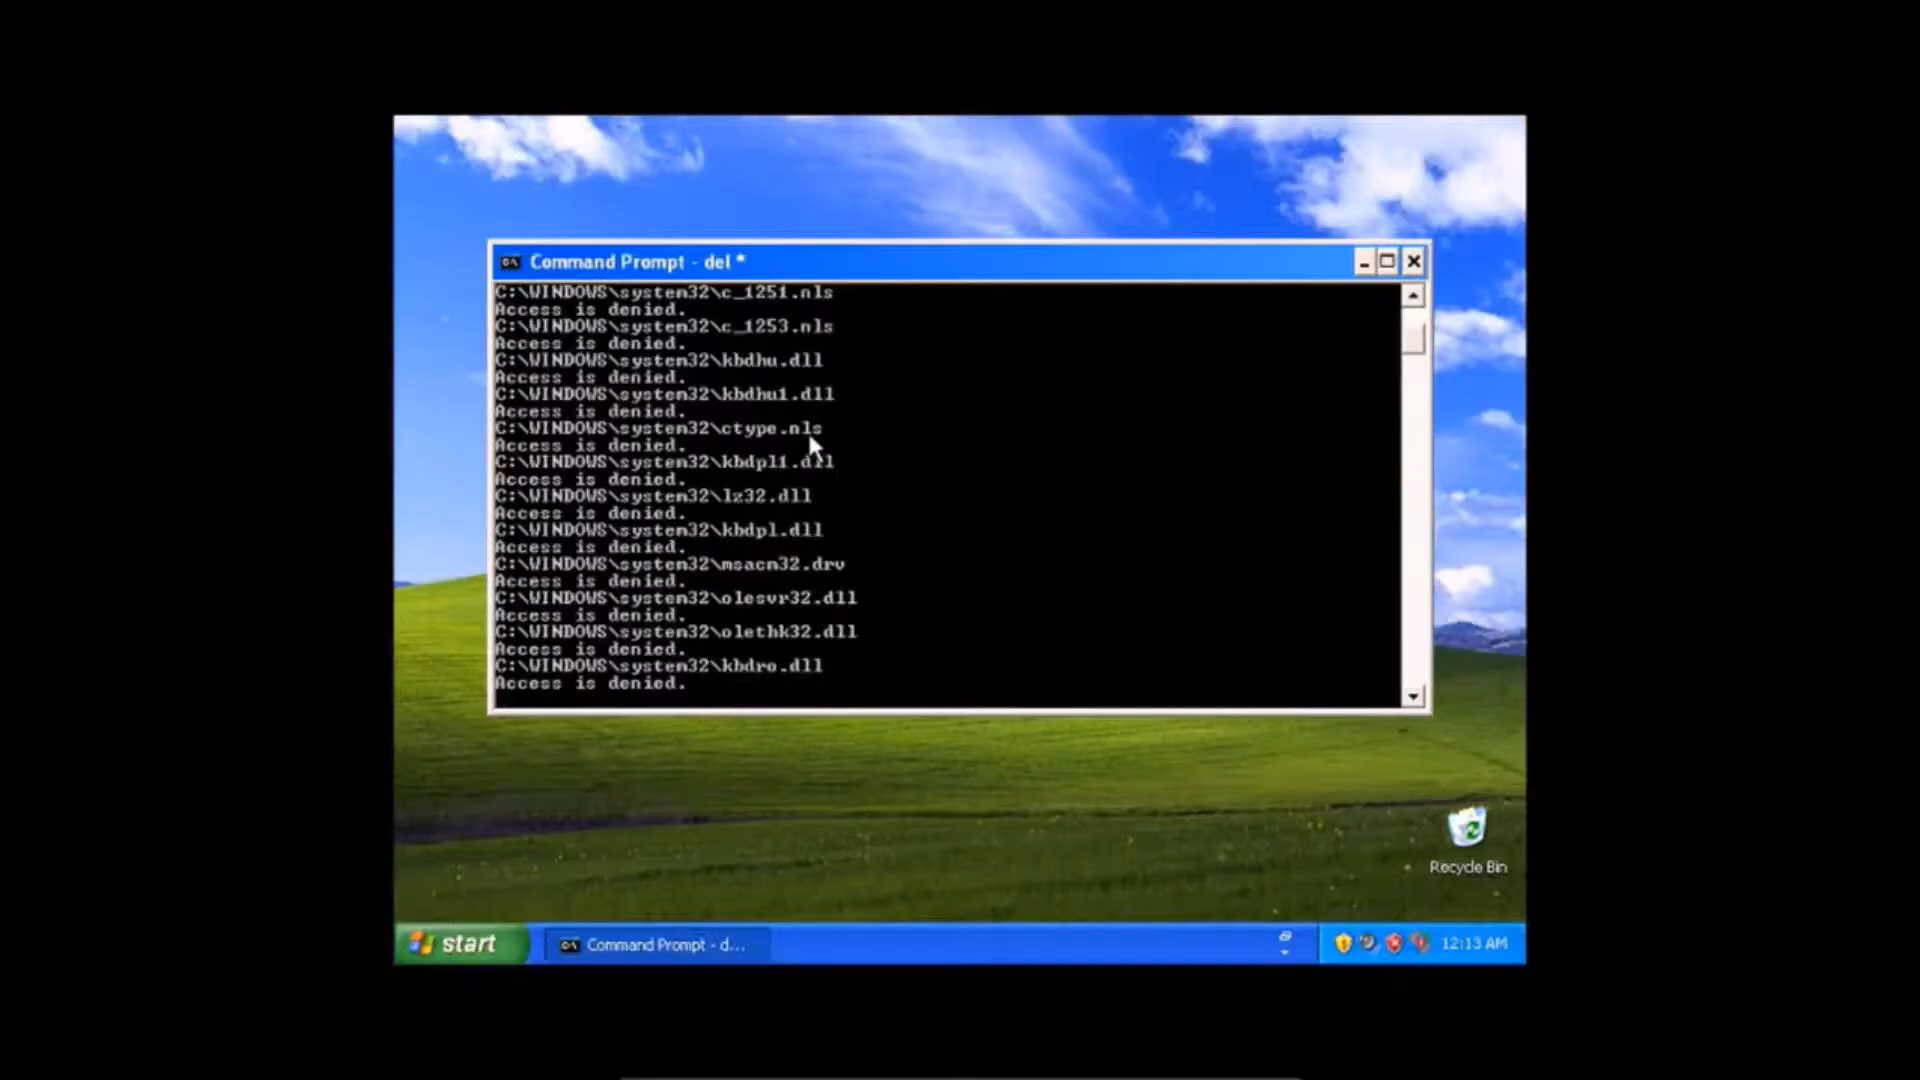 Command Prompt - del *
C:\WINDOWS\system32\c_1251.nls
Access is denied.
C:\WINDOWS\system32\c_1253.nls
Access is denied.
C:\WINDOWS\system32\kbdhu.dll
Access is denied.
C:\WINDOWS\system32\kbdhu1.dll
Access is denied.
C:\WINDOWS\system32\ctype.nls
Access is denied.
C:\WINDOWS\system32\kbdpl1.dll
Access is denied.
C:\WINDOWS\system32\lz32.dll
Access is denied.
C:\WINDOWS\system32\kbdpl.dll
Access is denied.
C:\WINDOWS\system32\msacm32.drv
Access is denied.
C:\WINDOWS\system32\olesvr32.dll
Access is denied.
C:\WINDOWS\system32\olethk32.dll
Access is denied.
C:\WINDOWS\system32\kbdro.dll
Access is denied.
Recycle Bin
start
Command Prompt - d...
12:13 AM